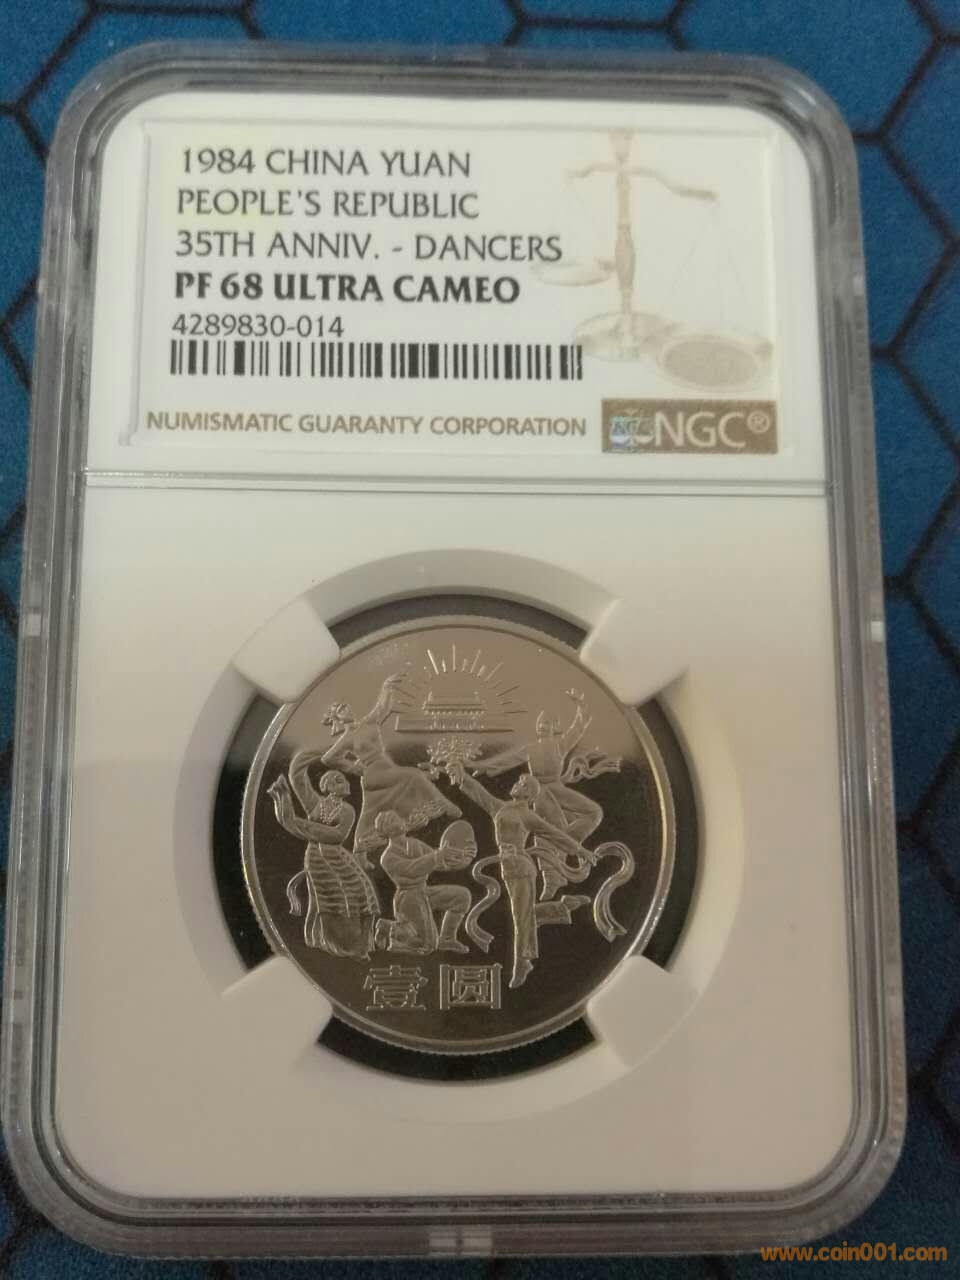 1984 CHINA YUAN
PEOPLE'S REPUBLIC
35TH ANNIV. - DANCERS
PF 68 ULTRA CAMEO
4289830-014
NUMISMATIC GUARANTY CORPORATION
NGC NGC®
壹圆
www.coin001.com